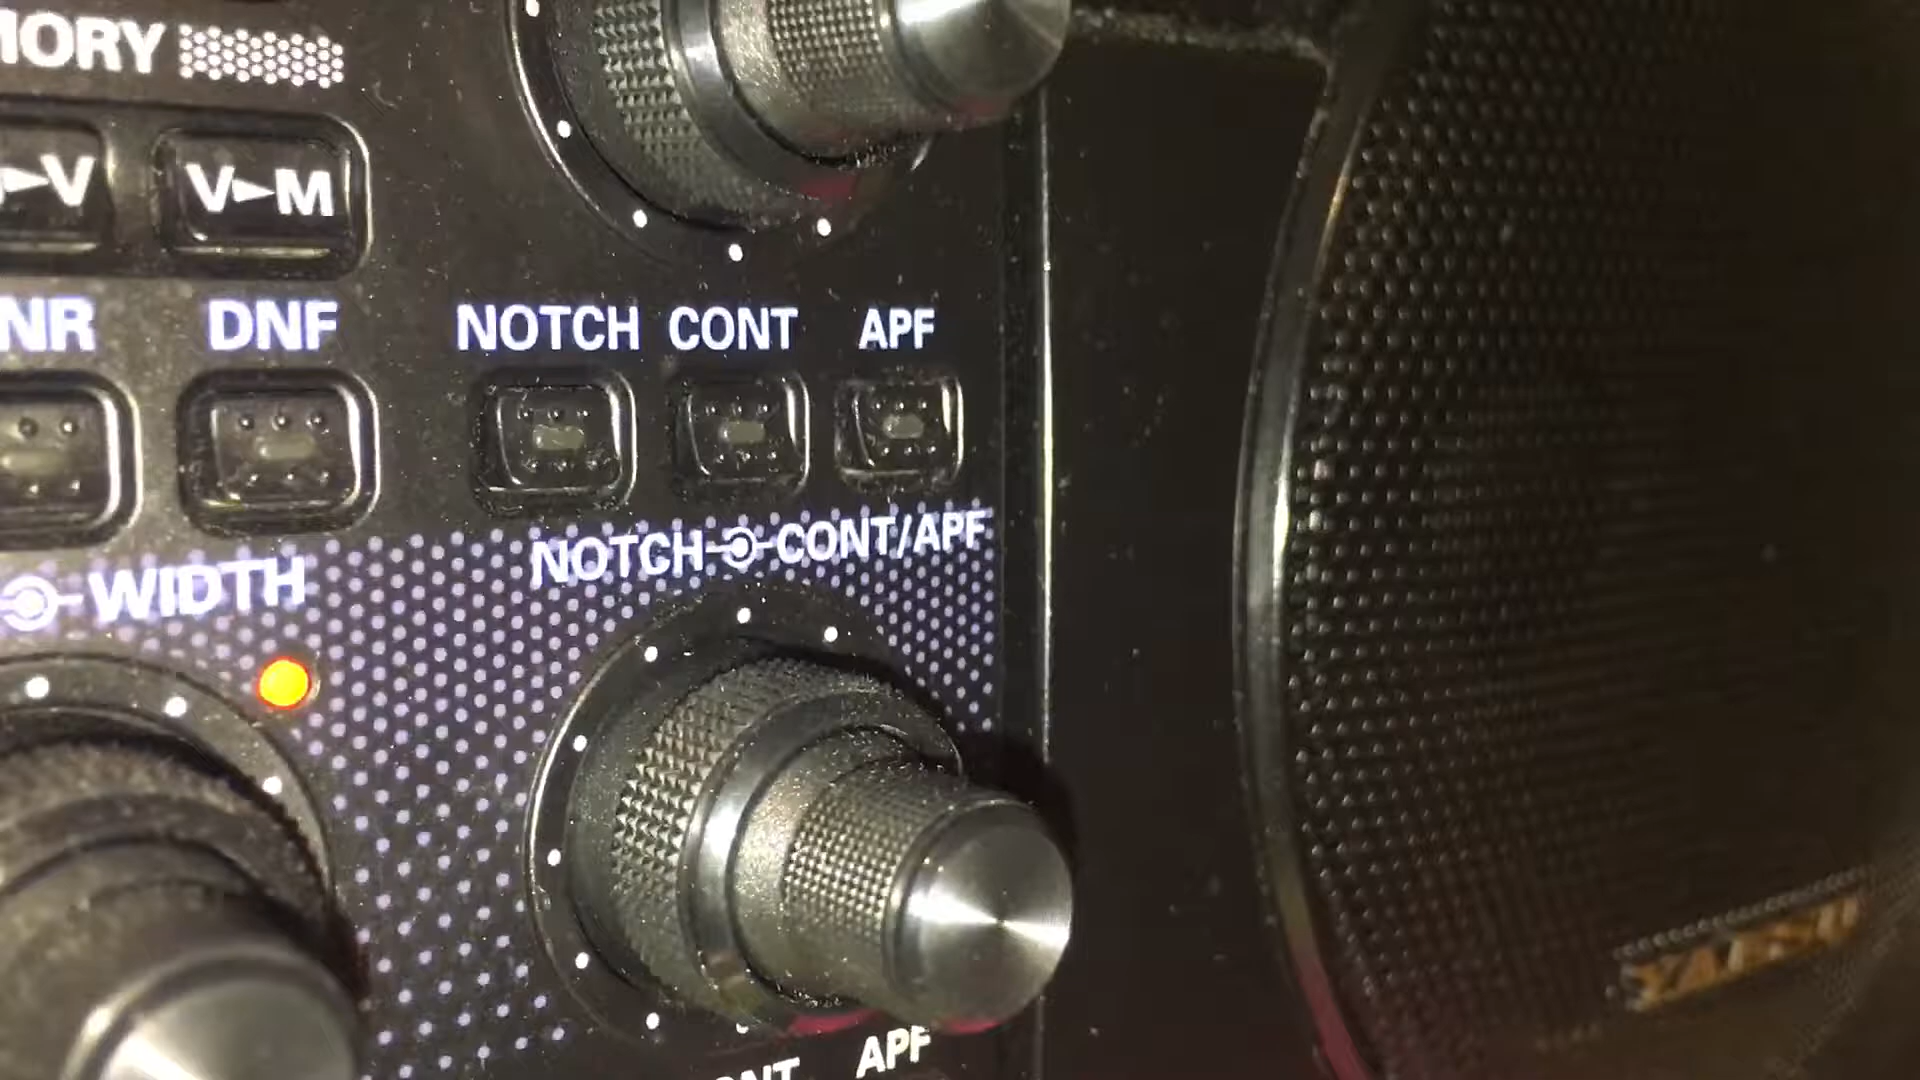 MORY
►V V►M
NR DNF NOTCH CONT APF
NOTCH CONT/APF
WIDTH
APF
YAESU